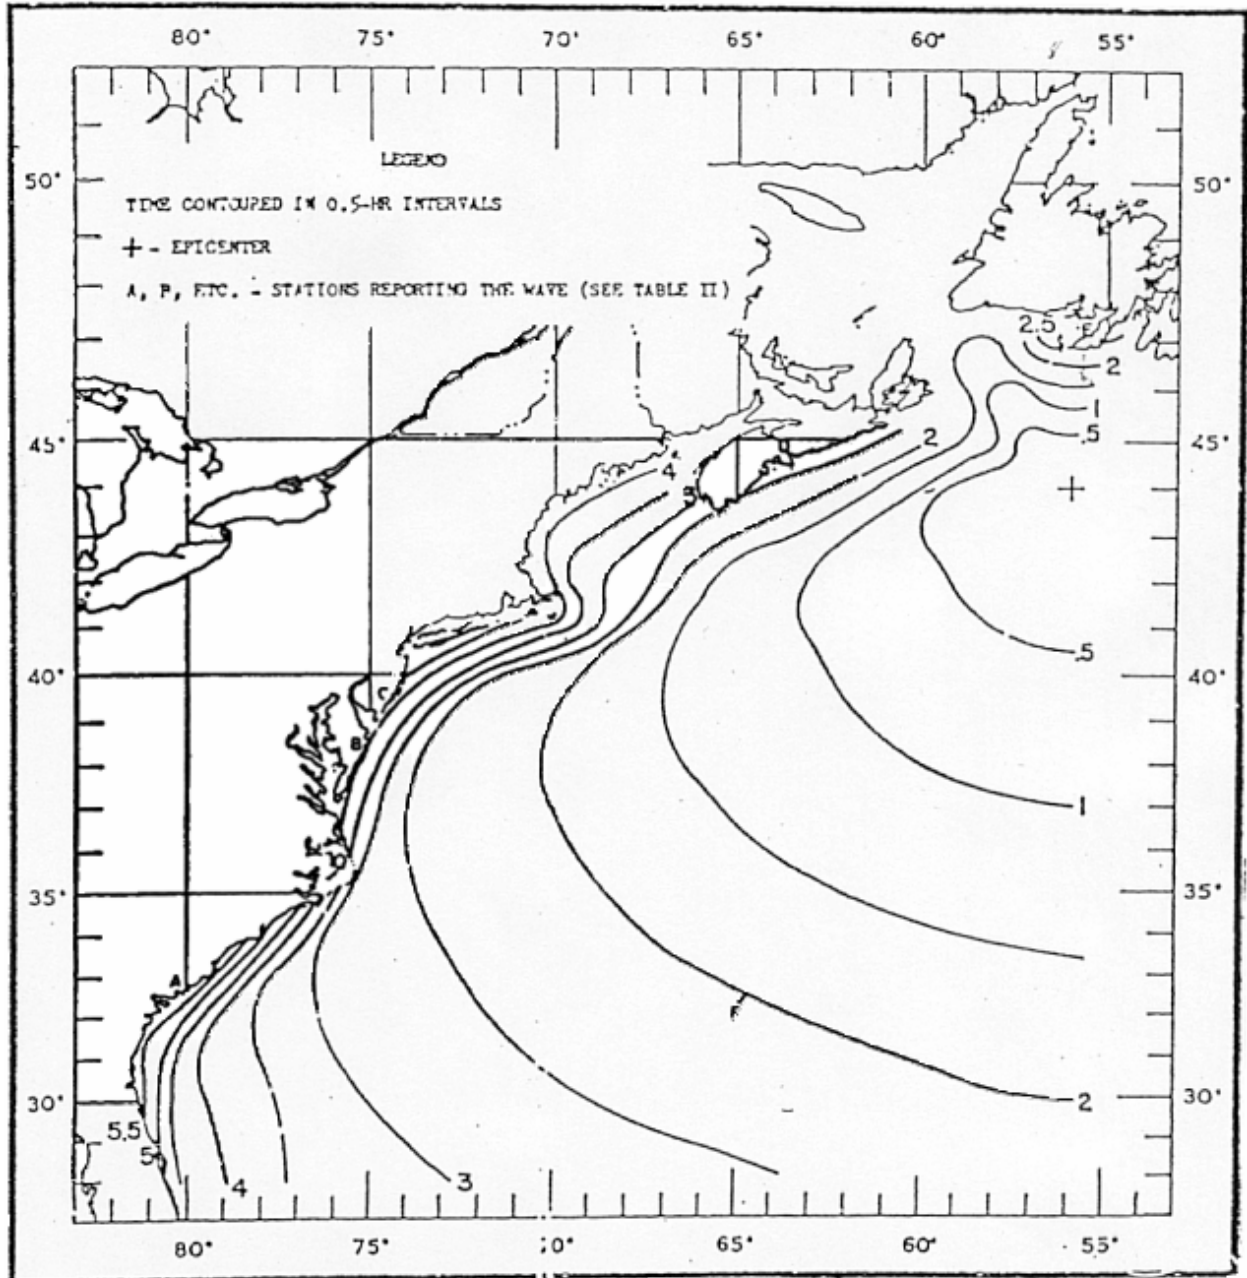 80° 75° 70° 65° 60° 55°
LEGEND
50° 50°
TIME CONTOURED IN 0.5-HR INTERVALS
+ - EPICENTER
A, B, ETC. - STATIONS REPORTING THE WAVE (SEE TABLE II)
2.5 E
2
1
45° 2 .5 45°
4
3
40° .5 40°
C
B
1
D
35° 35°
A
F
30° 2 30°
5.5
5
4 3
80° 75° 70° 65° 60° 55°